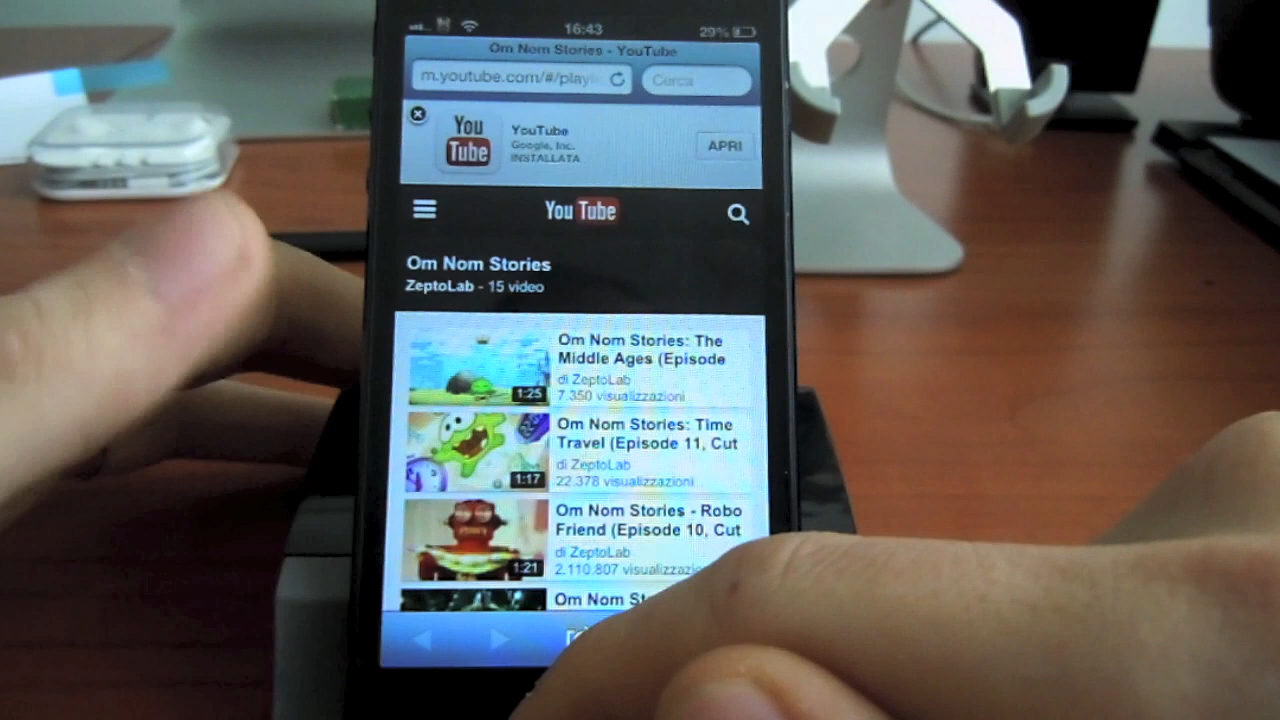 16:43
29%
Om Nom Stories - YouTube
m.youtube.com/#/playli
Cerca
You Tube
YouTube
Google, Inc.
INSTALLATA
APRI
YouTube
Om Nom Stories
ZeptoLab - 15 video
Om Nom Stories: The
Middle Ages (Episode
di ZeptoLab
7.350 visualizzazioni
1:25
Om Nom Stories: Time
Travel (Episode 11, Cut
di ZeptoLab
22.378 visualizzazioni
1:17
Om Nom Stories - Robo
Friend (Episode 10, Cut
di ZeptoLab
2.110.807 visualizzazio
1:21
Om Nom St